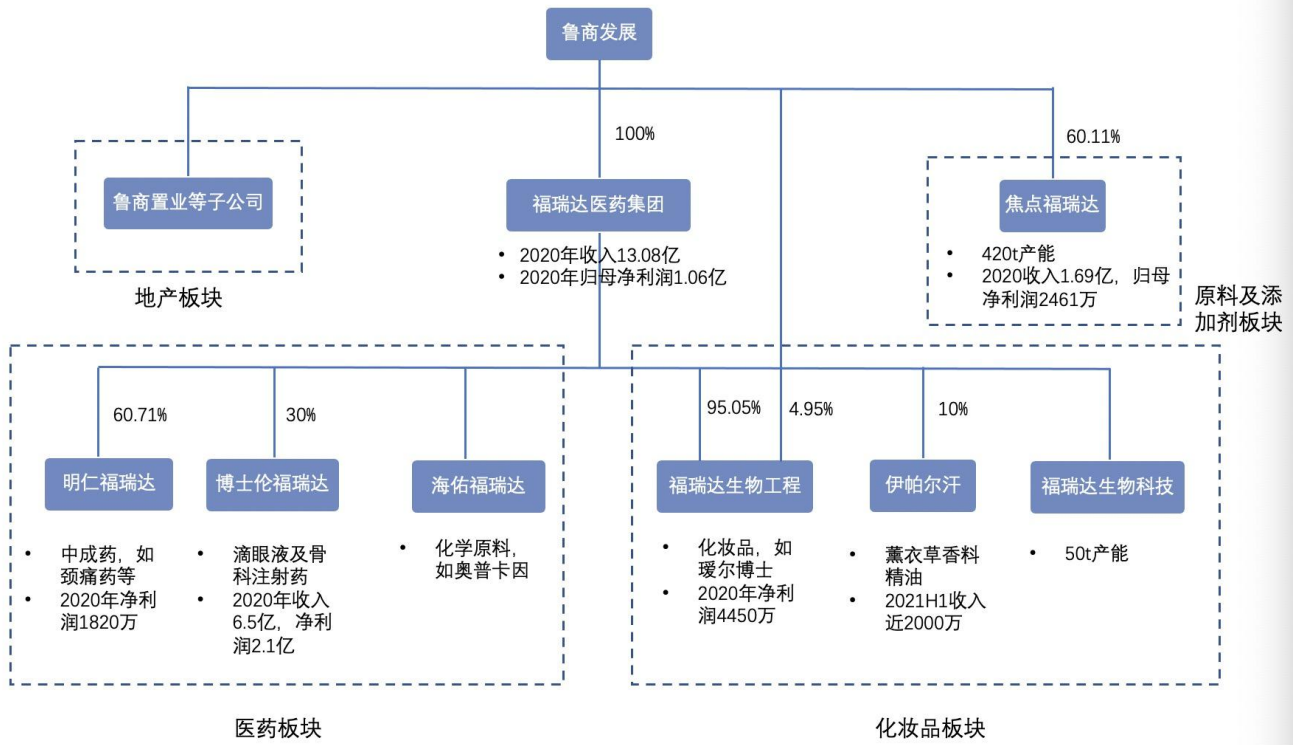 鲁商发展
100%
60.11%
鲁商置业等子公司
福瑞达医药集团
焦点福瑞达
• 2020年收入13.08亿
• 2020年归母净利润1.06亿
• 420t产能
• 2020收入1.69亿，归母
净利润2461万
地产板块
原料及添
加剂板块
60.71%
30%
95.05%
4.95%
10%
明仁福瑞达
博士伦福瑞达
海佑福瑞达
福瑞达生物工程
伊帕尔汗
福瑞达生物科技
• 中成药，如
颈痛药等
• 2020年净利
润1820万
• 滴眼液及骨
科注射药
• 2020年收入
6.5亿，净利
润2.1亿
• 化学原料，
如奥普卡因
• 化妆品，如
瑷尔博士
• 2020年净利
润4450万
• 薰衣草香料
精油
• 2021H1收入
近2000万
• 50t产能
医药板块
化妆品板块